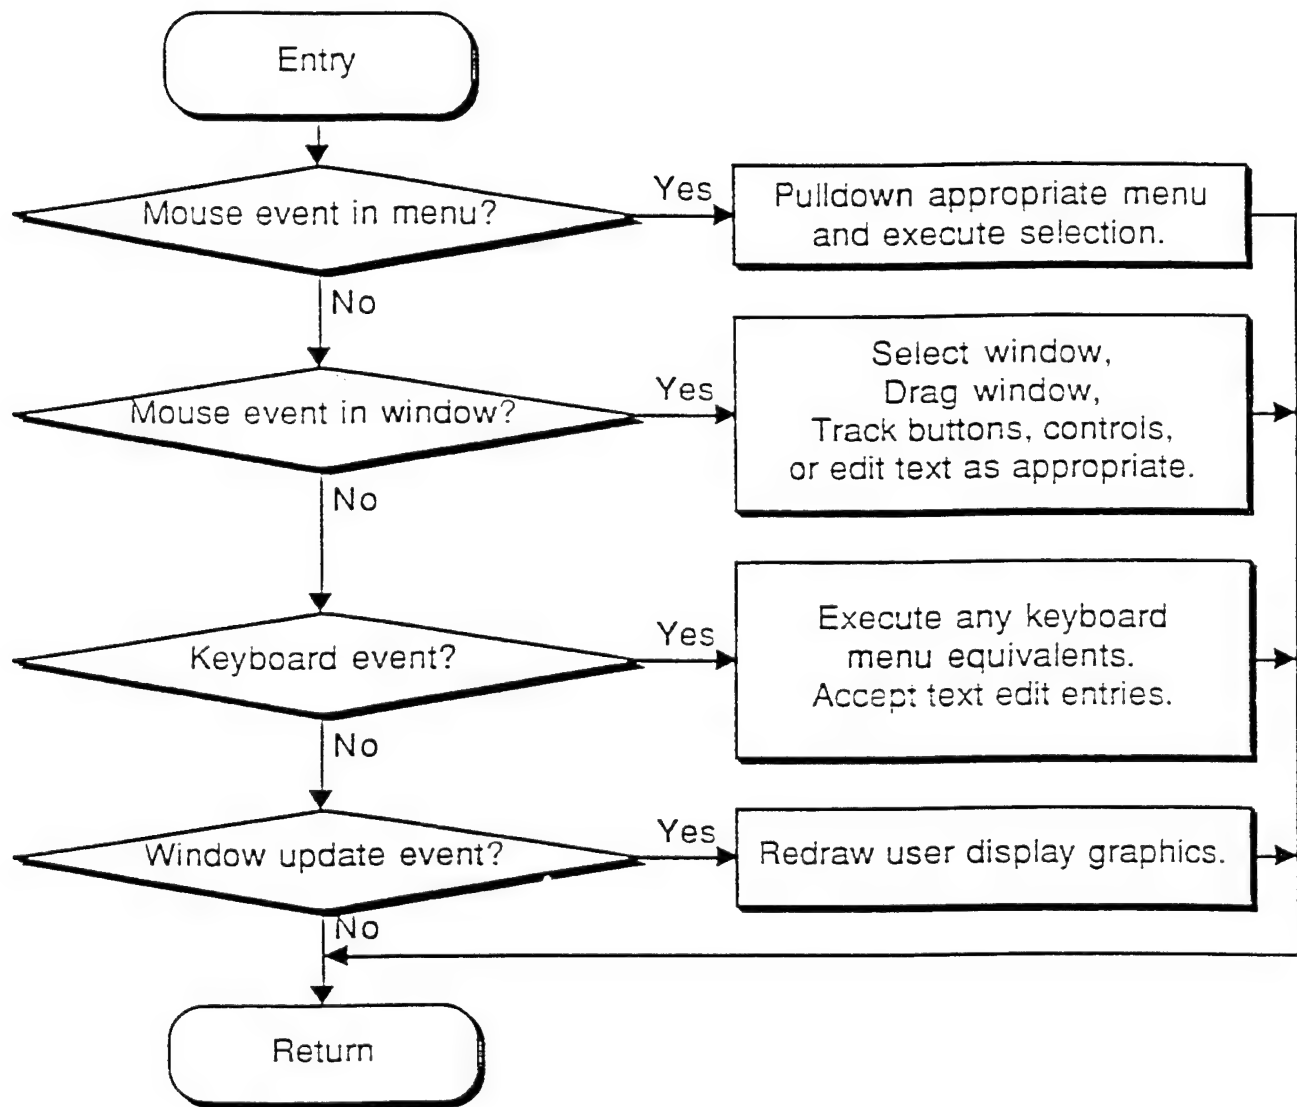 Entry
Mouse event in menu?
Yes
Pulldown appropriate menu
and execute selection.
No
Mouse event in window?
Yes
Select window,
Drag window,
Track buttons, controls,
or edit text as appropriate.
No
Keyboard event?
Yes
Execute any keyboard
menu equivalents.
Accept text edit entries.
No
Window update event?
Yes
Redraw user display graphics.
No
Return